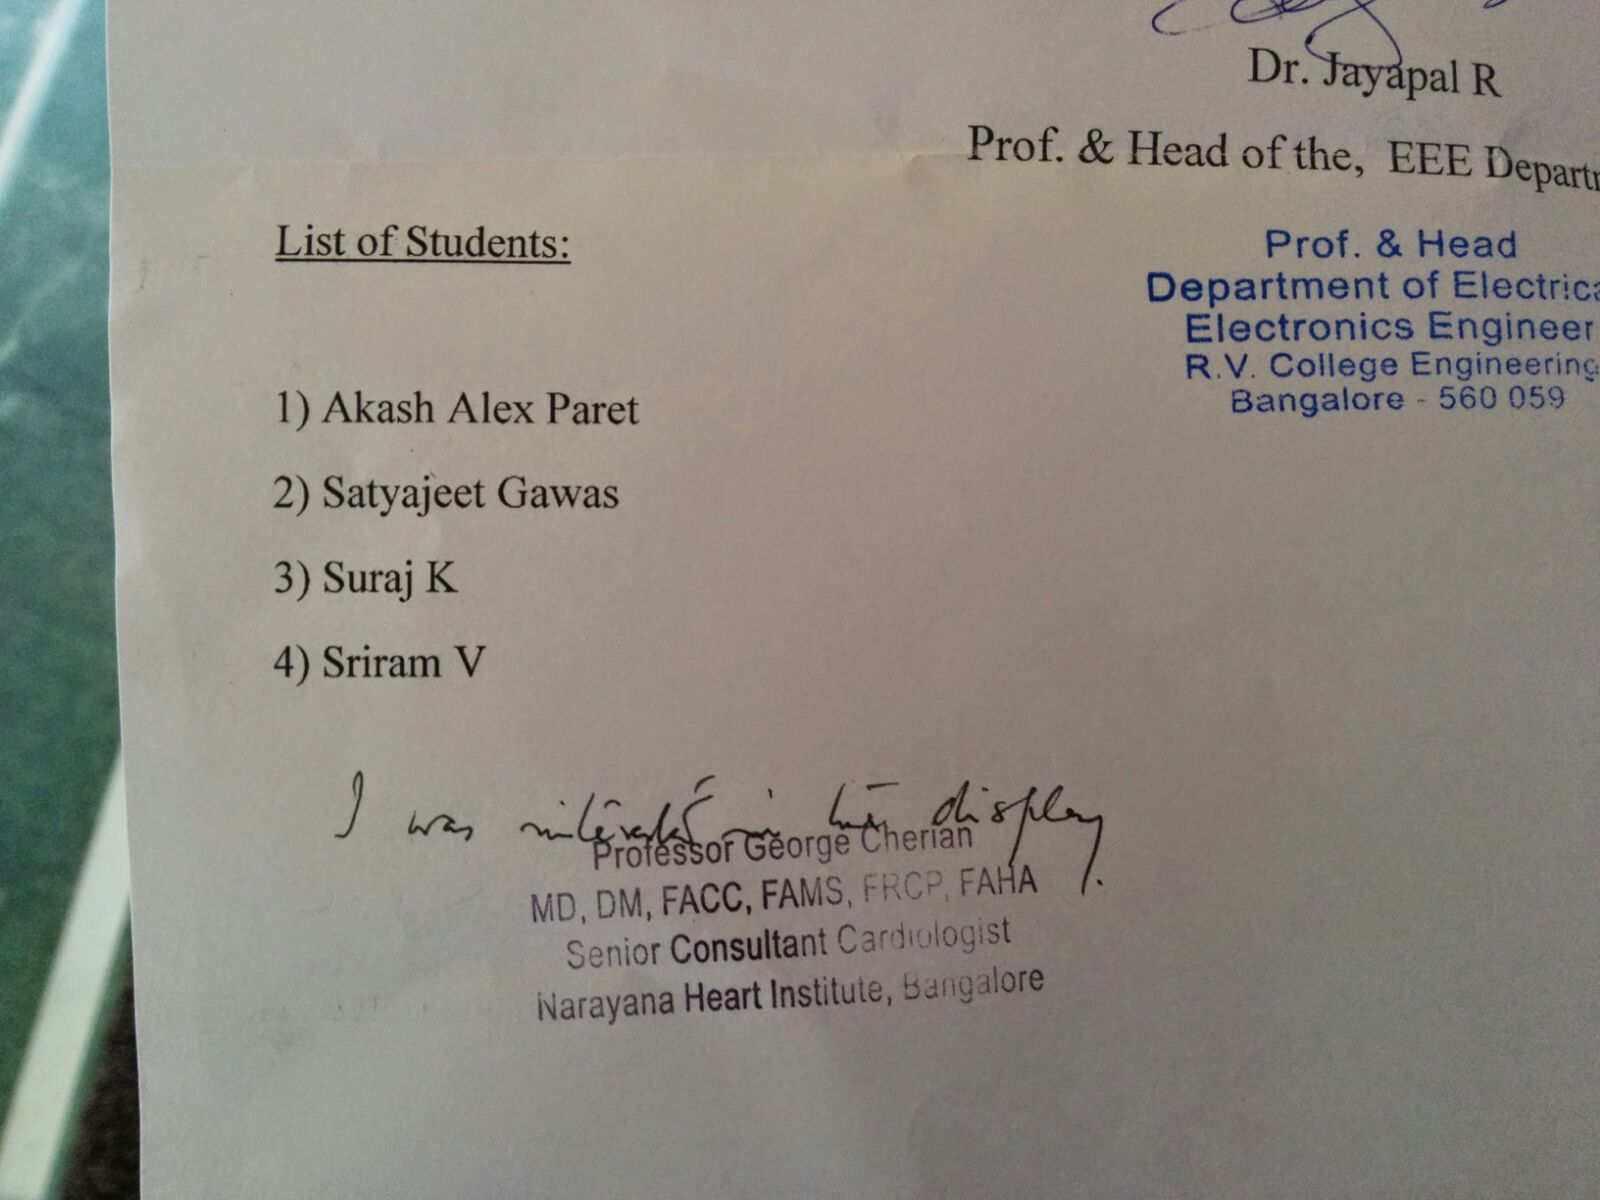 Dr. Jayapal R
Prof. & Head of the, EEE Departm
Prof. & Head
Department of Electrica
Electronics Engineer
R.V. College Engineering
Bangalore - 560 059
List of Students:
1) Akash Alex Paret
2) Satyajeet Gawas
3) Suraj K
4) Sriram V
I was interested in the display.
Professor George Cherian
MD, DM, FACC, FAMS, FRCP, FAHA
Senior Consultant Cardiologist
Narayana Heart Institute, Bangalore